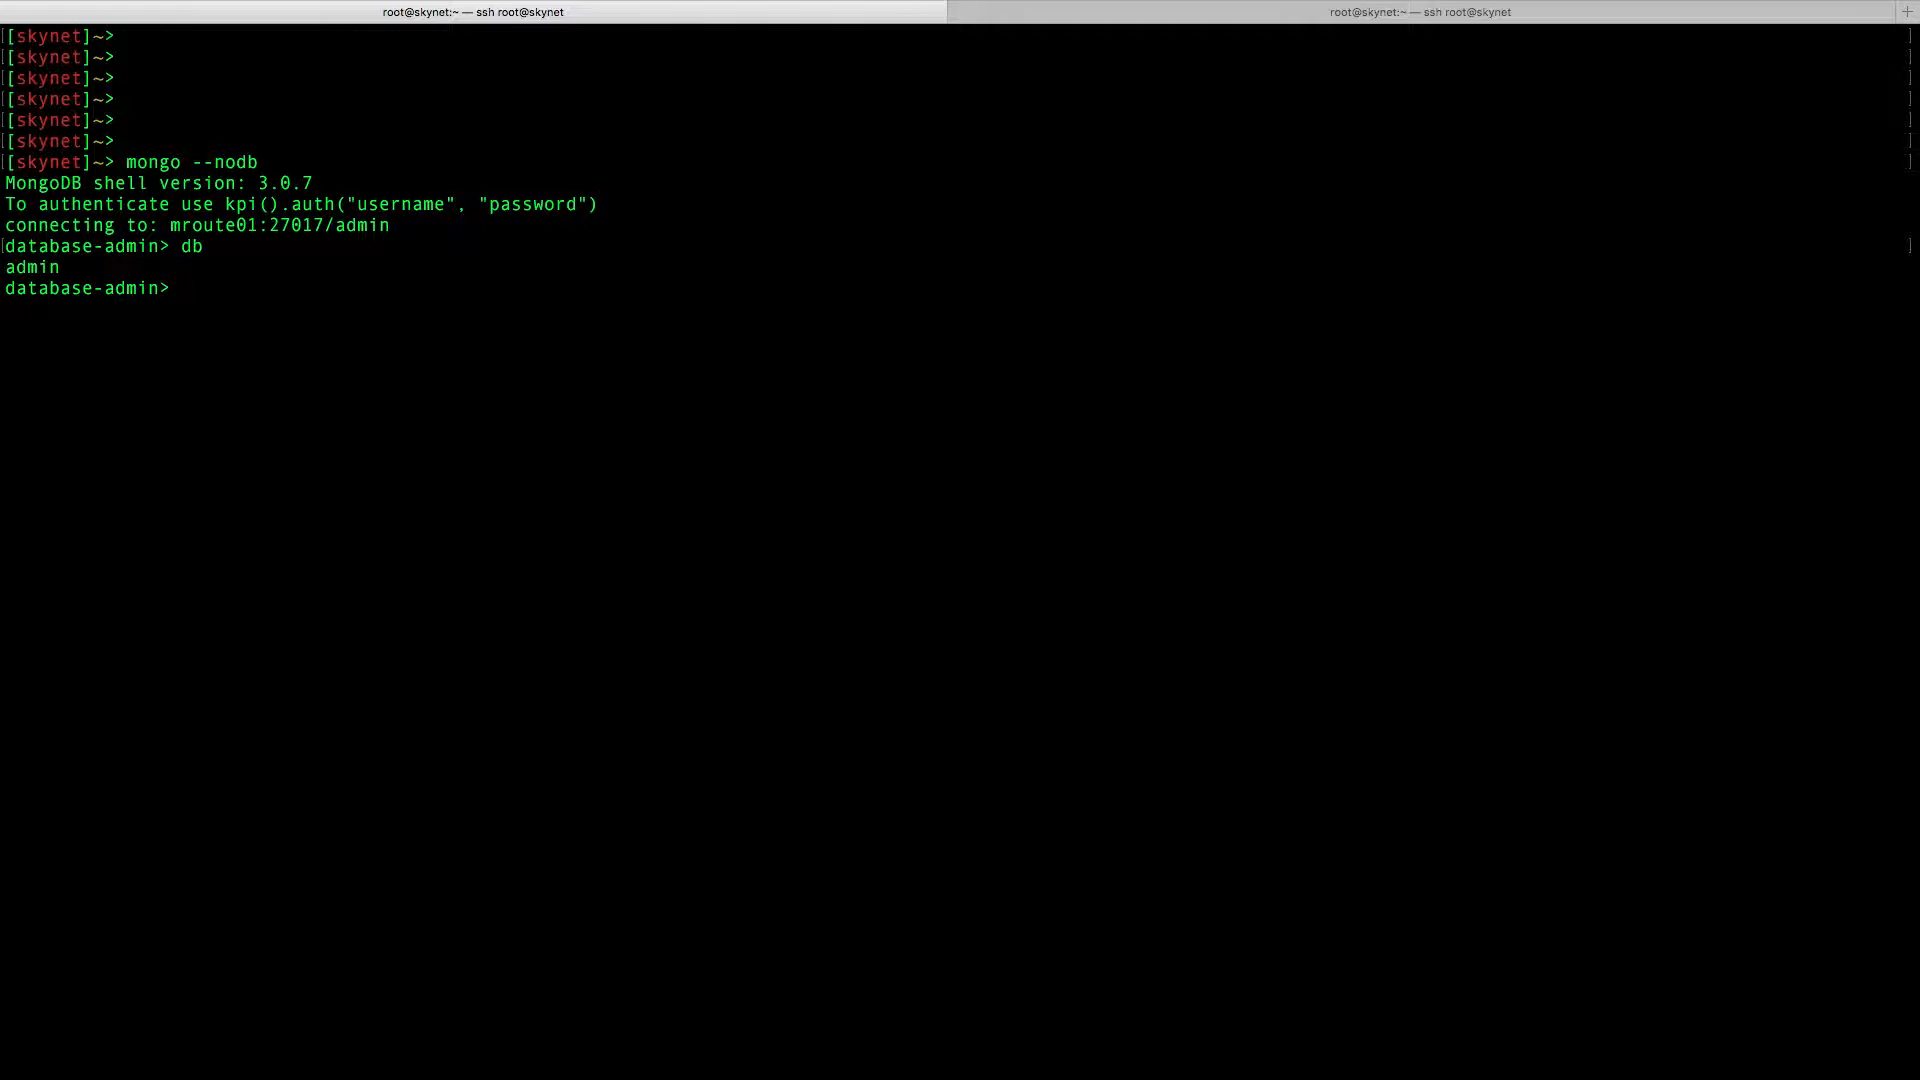 root@skynet:~ — ssh root@skynet
root@skynet:~ — ssh root@skynet
+
[[skynet]~> ]
[[skynet]~> ]
[[skynet]~> ]
[[skynet]~> ]
[[skynet]~> ]
[[skynet]~> ]
[[skynet]~> mongo --nodb ]
MongoDB shell version: 3.0.7
To authenticate use kpi().auth("username", "password")
connecting to: mroute01:27017/admin
[database-admin> db ]
admin
database-admin>